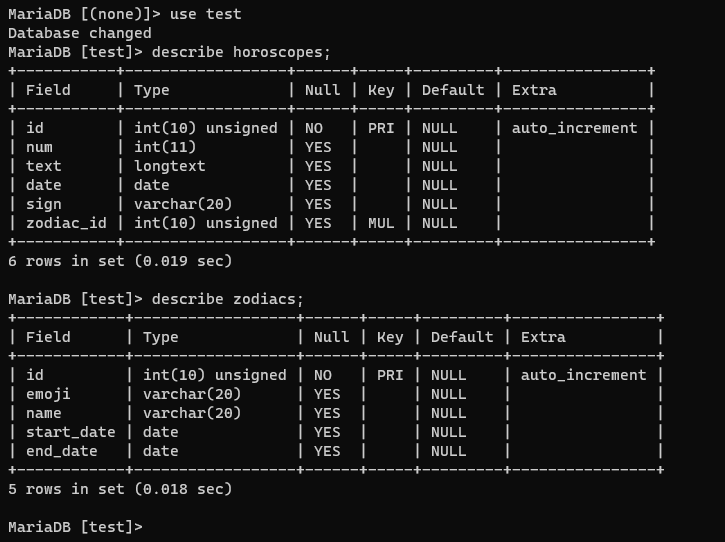 MariaDB [(none)]> use test
Database changed
MariaDB [test]> describe horoscopes;
+-----------+------------------+------+-----+---------+----------------+
| Field     | Type             | Null | Key | Default | Extra          |
+-----------+------------------+------+-----+---------+----------------+
| id        | int(10) unsigned | NO   | PRI | NULL    | auto_increment |
| num       | int(11)          | YES  |     | NULL    |                |
| text      | longtext         | YES  |     | NULL    |                |
| date      | date             | YES  |     | NULL    |                |
| sign      | varchar(20)      | YES  |     | NULL    |                |
| zodiac_id | int(10) unsigned | YES  | MUL | NULL    |                |
+-----------+------------------+------+-----+---------+----------------+
6 rows in set (0.019 sec)

MariaDB [test]> describe zodiacs;
+------------+------------------+------+-----+---------+----------------+
| Field      | Type             | Null | Key | Default | Extra          |
+------------+------------------+------+-----+---------+----------------+
| id         | int(10) unsigned | NO   | PRI | NULL    | auto_increment |
| emoji      | varchar(20)      | YES  |     | NULL    |                |
| name       | varchar(20)      | YES  |     | NULL    |                |
| start_date | date             | YES  |     | NULL    |                |
| end_date   | date             | YES  |     | NULL    |                |
+------------+------------------+------+-----+---------+----------------+
5 rows in set (0.018 sec)

MariaDB [test]>